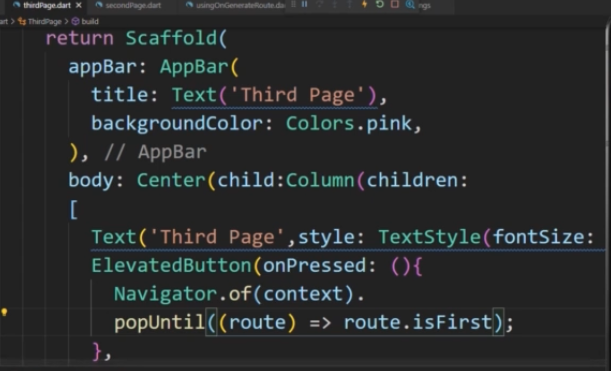 thirdPage.dart secondPage.dart usingOnGenerateRoute.da
art > ThirdPage > build
return Scaffold(
appBar: AppBar(
title: Text('Third Page'),
backgroundColor: Colors.pink,
), // AppBar
body: Center(child:Column(children:
[
Text('Third Page',style: TextStyle(fontSize:
ElevatedButton(onPressed: (){
Navigator.of(context).
popUntil((route) => route.isFirst);
},